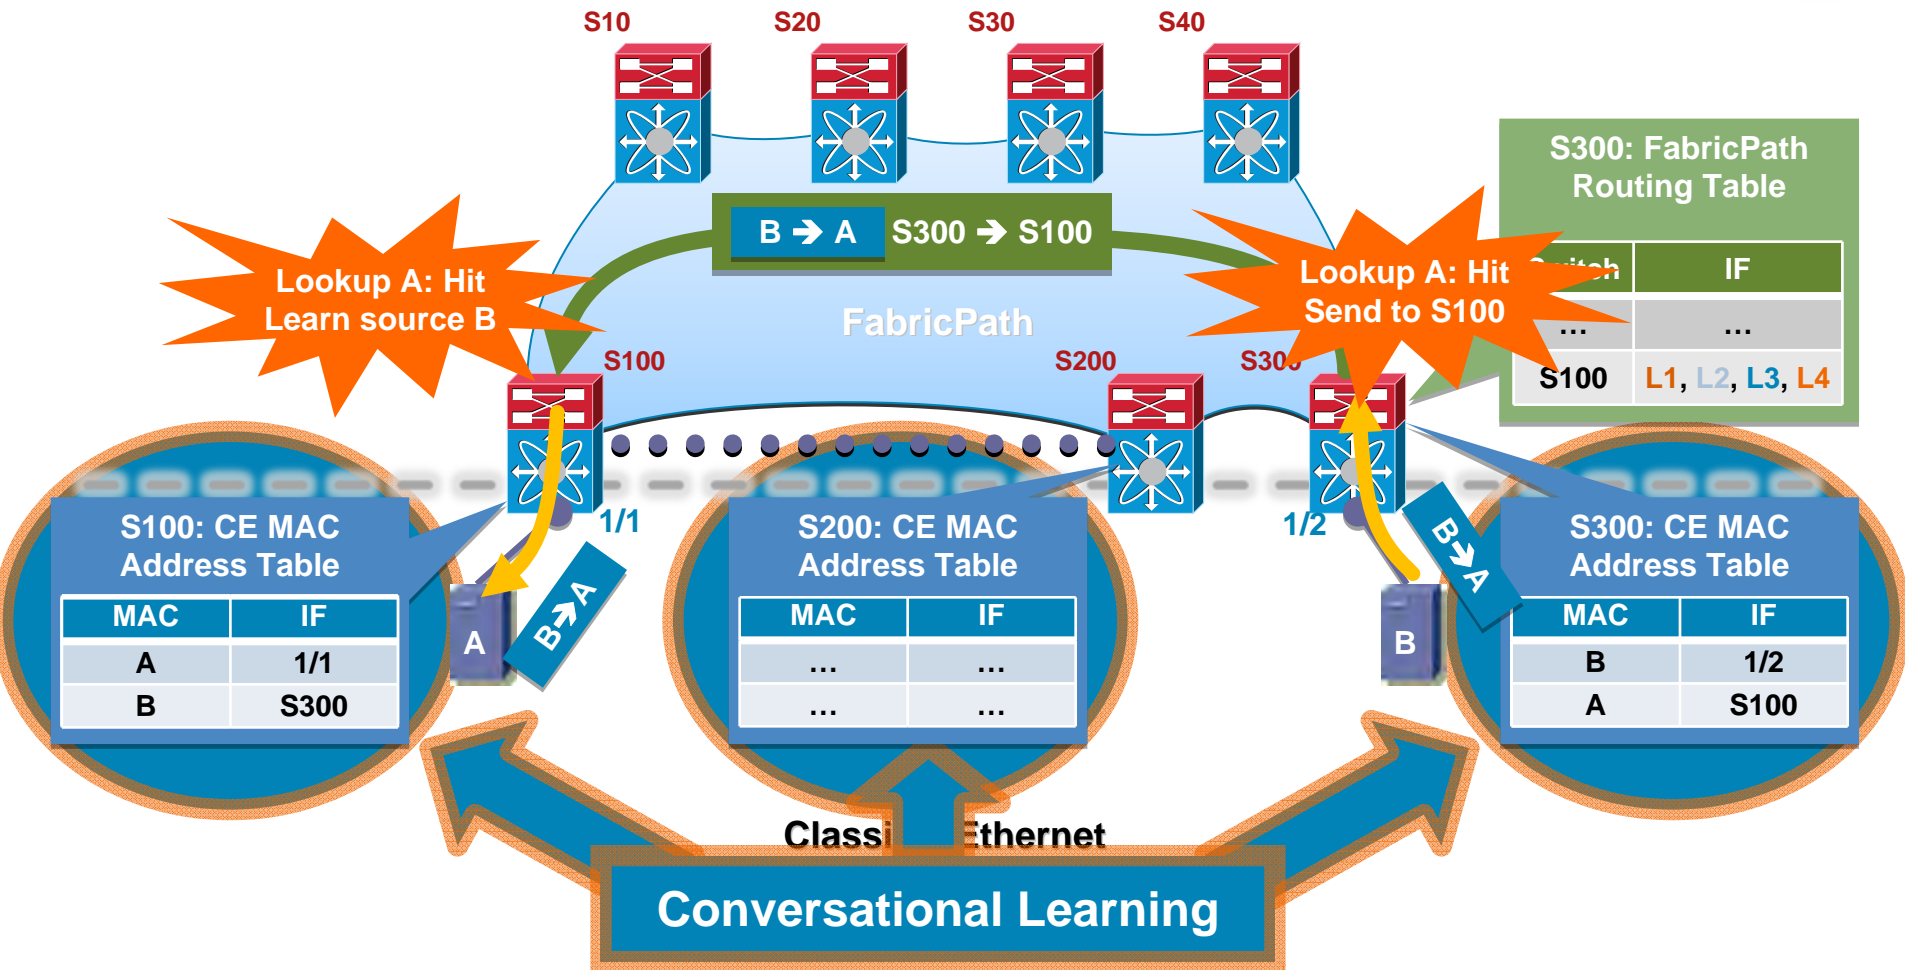 S10
S20
S30
S40
S300: FabricPath
Routing Table
IF
… …
S100 L1, L2, L3, L4
B ➔ A S300 ➔ S100
Lookup A: Hit
Learn source B
Lookup A: Hit
Send to S100
FabricPath
S100
S200
1/1
1/2
S100: CE MAC
Address Table
MAC IF
A 1/1
B S300
S200: CE MAC
Address Table
MAC IF
… …
… …
S300: CE MAC
Address Table
MAC IF
B 1/2
A S100
A
B➔A
B
B➔A
Ethernet
Conversational Learning